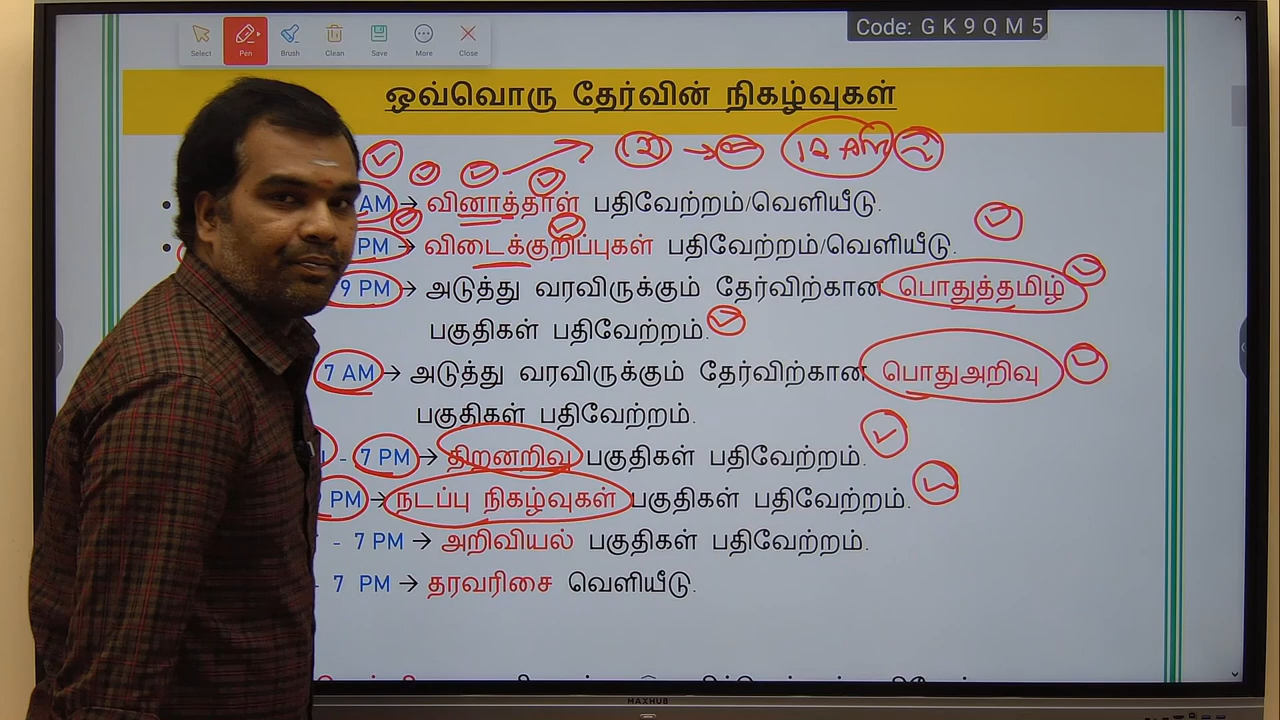 Code: G K 9 Q M 5
Select Pen Brush Clean Save More Close
ஒவ்வொரு தேர்வின் நிகழ்வுகள்
12 AM
• AM → வினாத்தாள் பதிவேற்றம்/வெளியீடு.
• PM → விடைக்குறிப்புகள் பதிவேற்றம்/வெளியீடு.
9 PM → அடுத்து வரவிருக்கும் தேர்விற்கான பொதுத்தமிழ்
பகுதிகள் பதிவேற்றம்.
7 AM → அடுத்து வரவிருக்கும் தேர்விற்கான பொதுஅறிவு
பகுதிகள் பதிவேற்றம்.
- 7 PM → திறனறிவு பகுதிகள் பதிவேற்றம்.
PM → நடப்பு நிகழ்வுகள் பகுதிகள் பதிவேற்றம்.
- 7 PM → அறிவியல் பகுதிகள் பதிவேற்றம்.
- 7 PM → தரவரிசை வெளியீடு.
MAXHUB